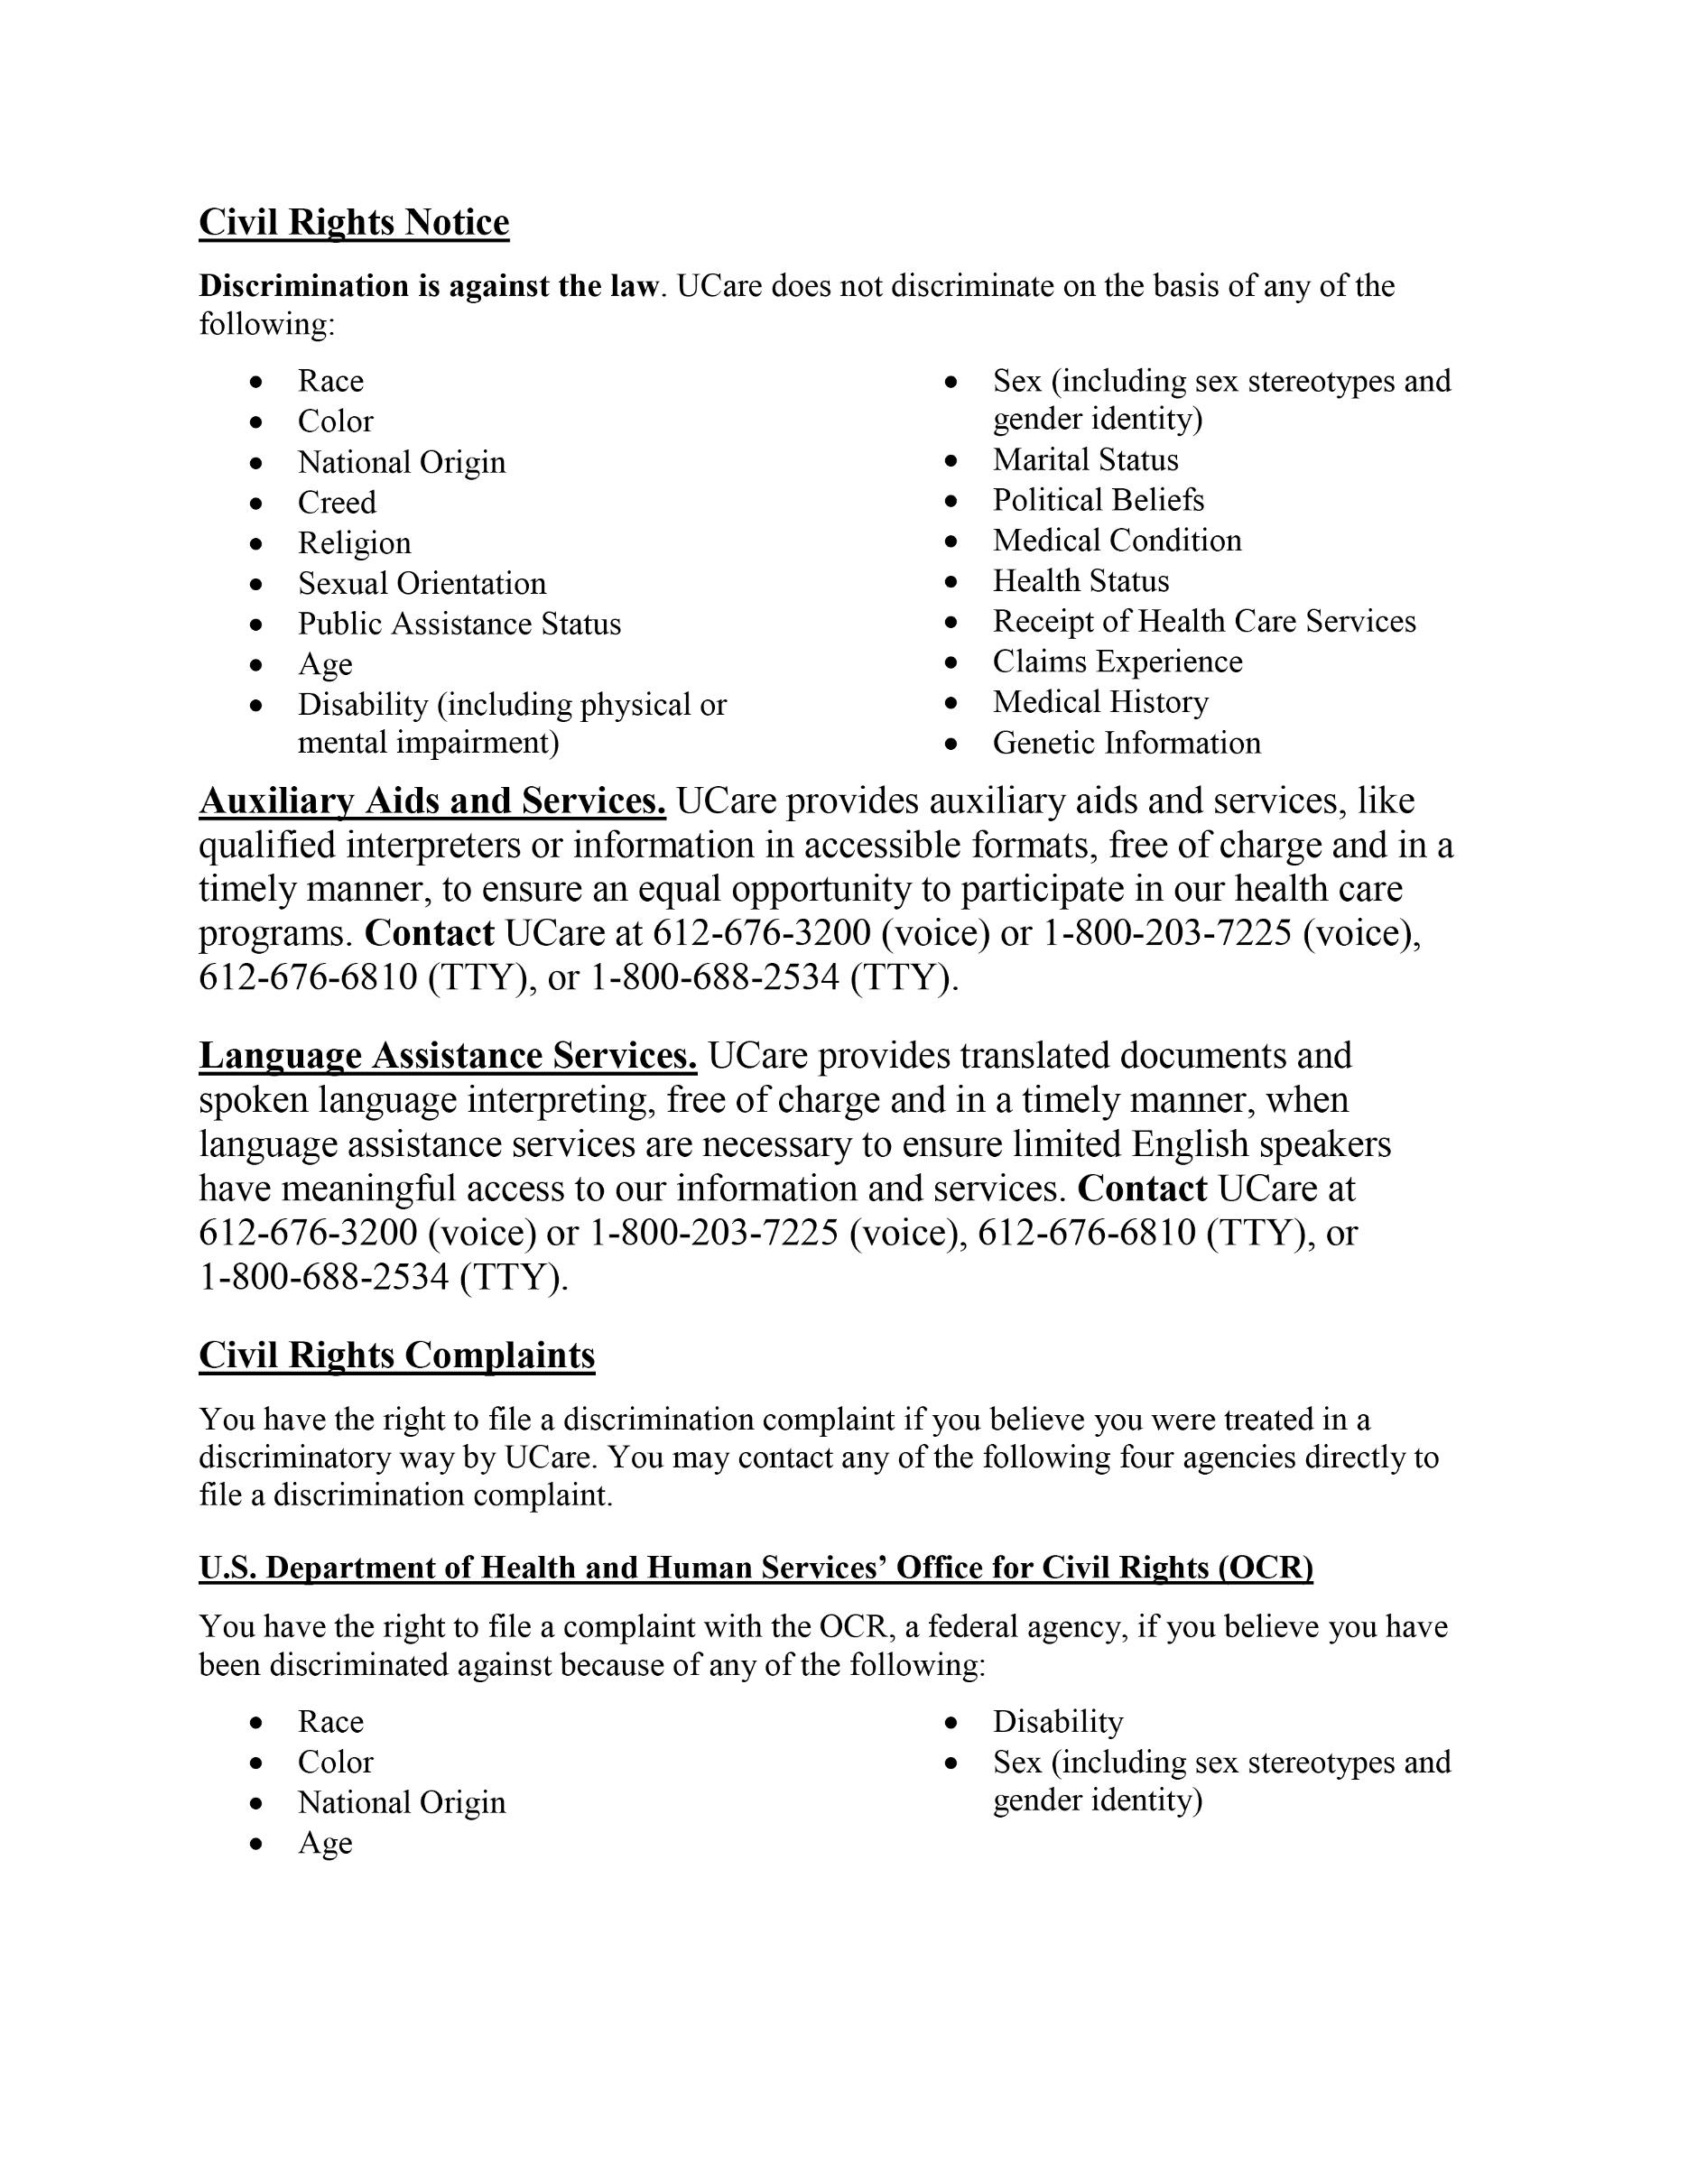 Civil Rights Notice
Discrimination is against the law. UCare does not discriminate on the basis of any of the
following:
• Race
• Color
• National Origin
• Creed
• Religion
• Sexual Orientation
• Public Assistance Status
• Age
• Disability (including physical or
mental impairment)
• Sex (including sex stereotypes and
gender identity)
• Marital Status
• Political Beliefs
• Medical Condition
• Health Status
• Receipt of Health Care Services
• Claims Experience
• Medical History
• Genetic Information
Auxiliary Aids and Services. UCare provides auxiliary aids and services, like
qualified interpreters or information in accessible formats, free of charge and in a
timely manner, to ensure an equal opportunity to participate in our health care
programs. Contact UCare at 612-676-3200 (voice) or 1-800-203-7225 (voice),
612-676-6810 (TTY), or 1-800-688-2534 (TTY).
Language Assistance Services. UCare provides translated documents and
spoken language interpreting, free of charge and in a timely manner, when
language assistance services are necessary to ensure limited English speakers
have meaningful access to our information and services. Contact UCare at
612-676-3200 (voice) or 1-800-203-7225 (voice), 612-676-6810 (TTY), or
1-800-688-2534 (TTY).
Civil Rights Complaints
You have the right to file a discrimination complaint if you believe you were treated in a
discriminatory way by UCare. You may contact any of the following four agencies directly to
file a discrimination complaint.
U.S. Department of Health and Human Services’ Office for Civil Rights (OCR)
You have the right to file a complaint with the OCR, a federal agency, if you believe you have
been discriminated against because of any of the following:
• Race
• Color
• National Origin
• Age
• Disability
• Sex (including sex stereotypes and
gender identity)